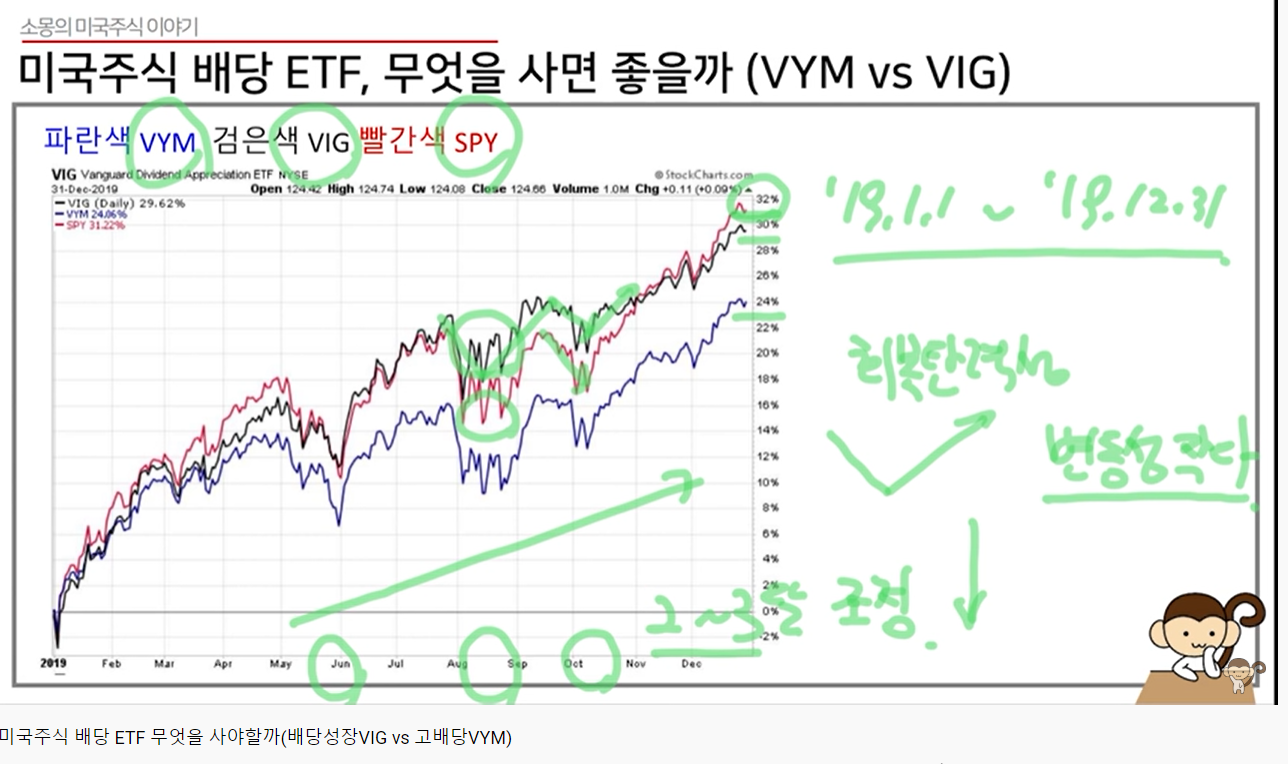 소몽의 미국주식 이야기
미국주식 배당 ETF, 무엇을 사면 좋을까 (VYM vs VIG)
파란색 VYM 검은색 VIG 빨간색 SPY
VIG Vanguard Dividend Appreciation ETF NYSE
© StockCharts.com
31-Dec-2019
Open 124.42 High 124.74 Low 124.08 Close 124.66 Volume 1.0M Chg +0.11 (+0.09%)
VIG (Daily) 29.62%
VYM 24.06%
SPY 31.22%
32%
30%
28%
26%
24%
22%
20%
18%
16%
14%
12%
10%
8%
6%
4%
2%
0%
-2%
2019 Feb Mar Apr May Jun Jul Aug Sep Oct Nov Dec
'19.1.1 ~ '19.12.31
회복탄력성
변동성 작다
2~3달 조정.
미국주식 배당 ETF 무엇을 사야할까(배당성장VIG vs 고배당VYM)